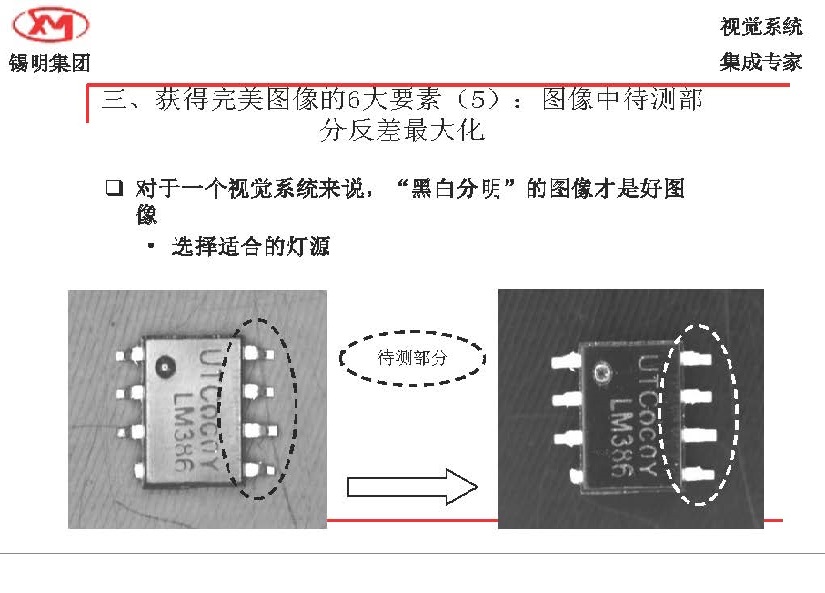 XM
锡明集团
视觉系统
集成专家
三、获得完美图像的6大要素（5）：图像中待测部
分反差最大化
对于一个视觉系统来说，“黑白分明”的图像才是好图
像
• 选择适合的灯源
待测部分
UTCOC0Y
LM386
UTCOC0Y
LM386